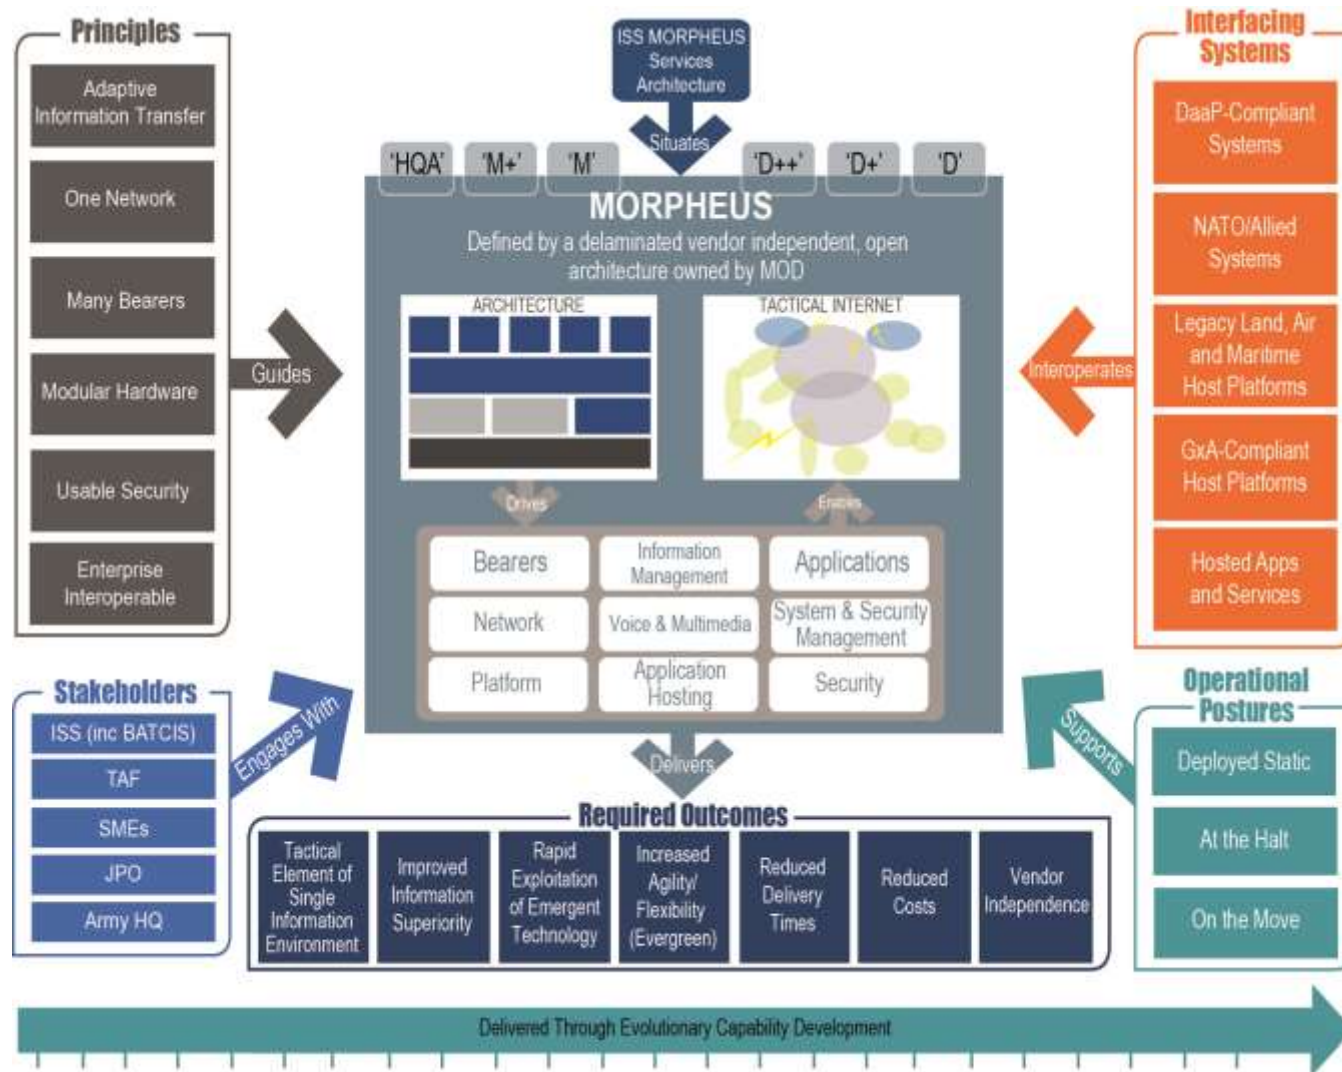 Principles
Adaptive
Information Transfer
One Network
Many Bearers
Modular Hardware
Usable Security
Enterprise
Interoperable
Guides
Stakeholders
ISS (inc BATCIS)
TAF
SMEs
JPO
Army HQ
Engages With
ISS MORPHEUS
Services
Architecture
Situates
'HQA'
'M+'
'M'
'D++'
'D+'
'D'
MORPHEUS
Defined by a delaminated vendor independent, open
architecture owned by MOD
ARCHITECTURE
TACTICAL INTERNET
Drives
Enables
Bearers
Information
Management
Applications
Network
Voice & Multimedia
System & Security
Management
Platform
Application
Hosting
Security
Delivers
Required Outcomes
Tactical
Element of
Single
Information
Environment
Improved
Information
Superiority
Rapid
Exploitation
of Emergent
Technology
Increased
Agility/
Flexibility
(Evergreen)
Reduced
Delivery
Times
Reduced
Costs
Vendor
Independence
Interfacing
Systems
DaaP-Compliant
Systems
NATO/Allied
Systems
Legacy Land, Air
and Maritime
Host Platforms
GxA-Compliant
Host Platforms
Hosted Apps
and Services
Interoperates
Operational
Postures
Deployed Static
At the Halt
On the Move
Supports
Delivered Through Evolutionary Capability Development